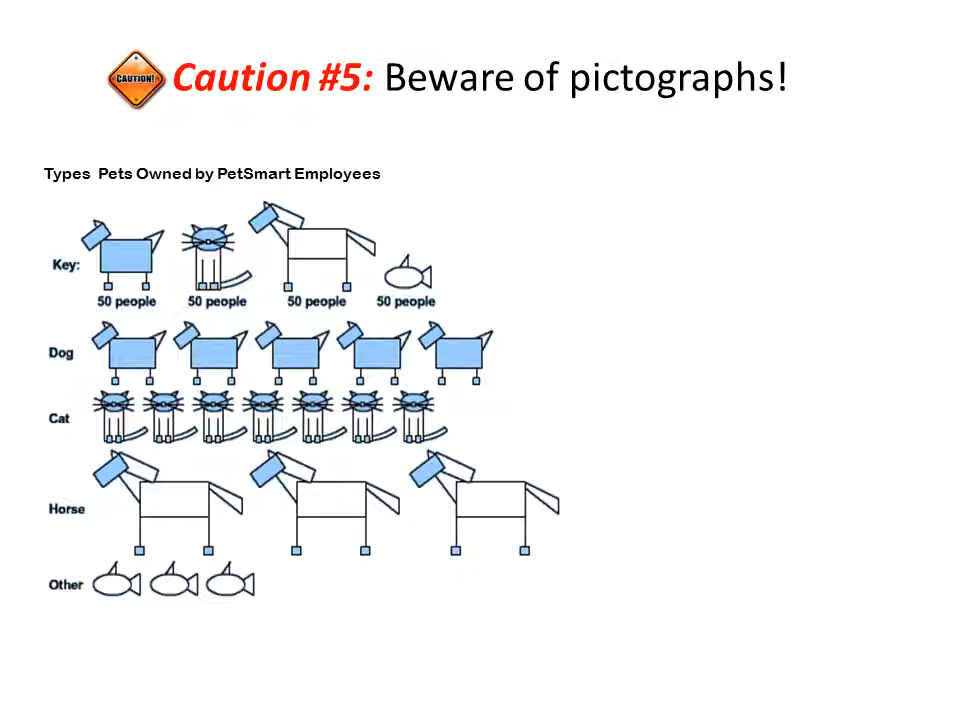 CAUTION!
Caution #5: Beware of pictographs!
Types Pets Owned by PetSmart Employees
Key:
50 people 50 people 50 people 50 people
Dog
Cat
Horse
Other